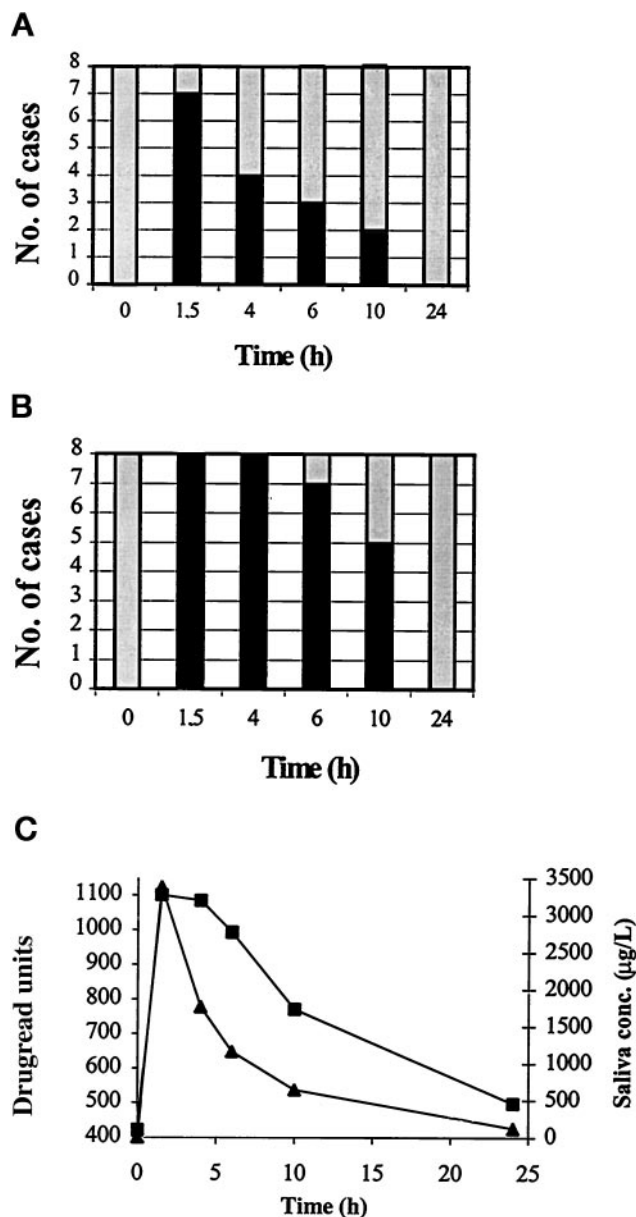 A
8
7
6
5
4
3
2
1
0
No. of cases
0 1.5 4 6 10 24
Time (h)
B
8
7
6
5
4
3
2
1
0
No. of cases
0 1.5 4 6 10 24
Time (h)
C
1100
1000
900
800
700
600
500
400
Drugread units
3500
3000
2500
2000
1500
1000
500
0
Saliva conc. (µg/L)
0 5 10 15 20 25
Time (h)